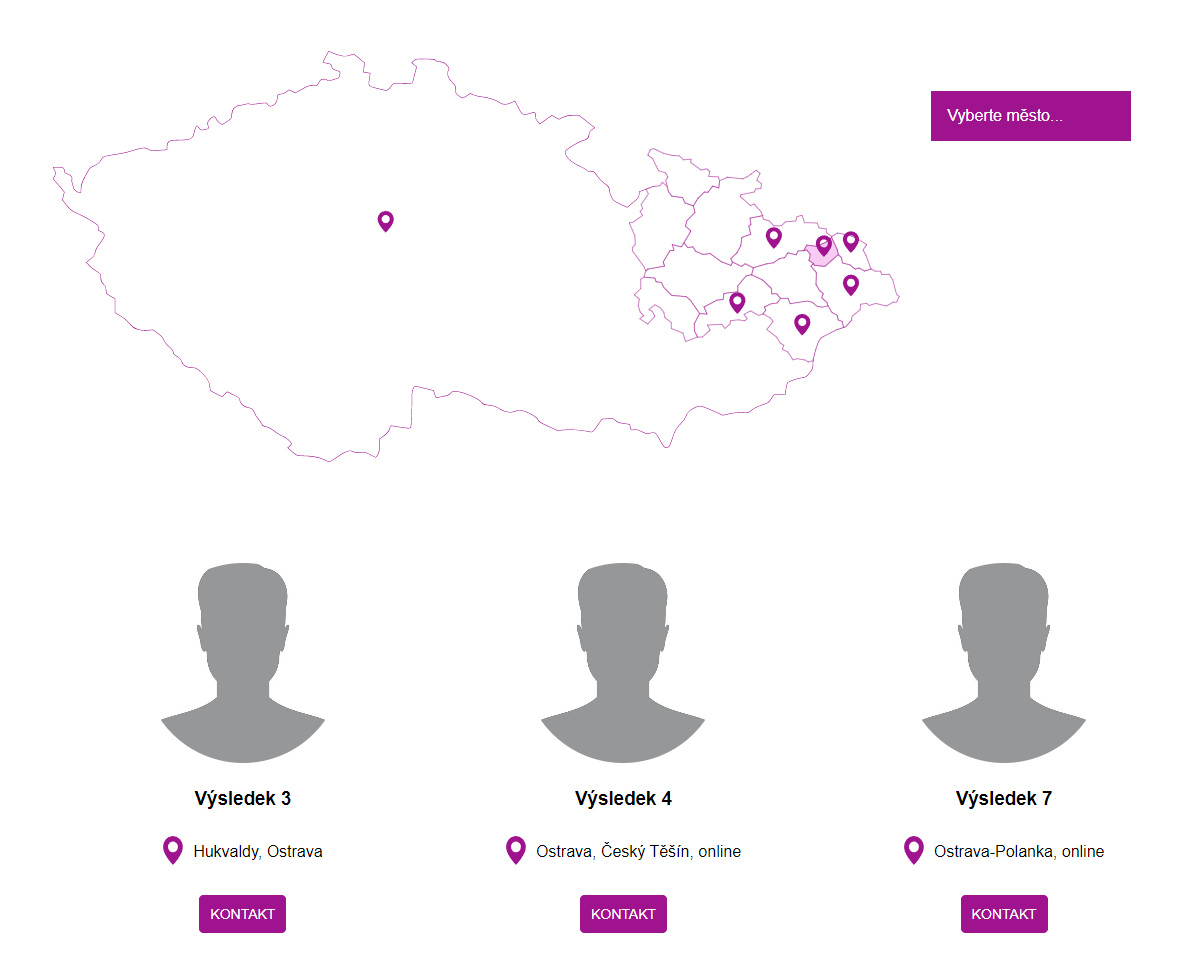 Vyberte město...
Výsledek 3
Výsledek 4
Výsledek 7
Hukvaldy, Ostrava
Ostrava, Český Těšín, online
Ostrava-Polanka, online
KONTAKT
KONTAKT
KONTAKT